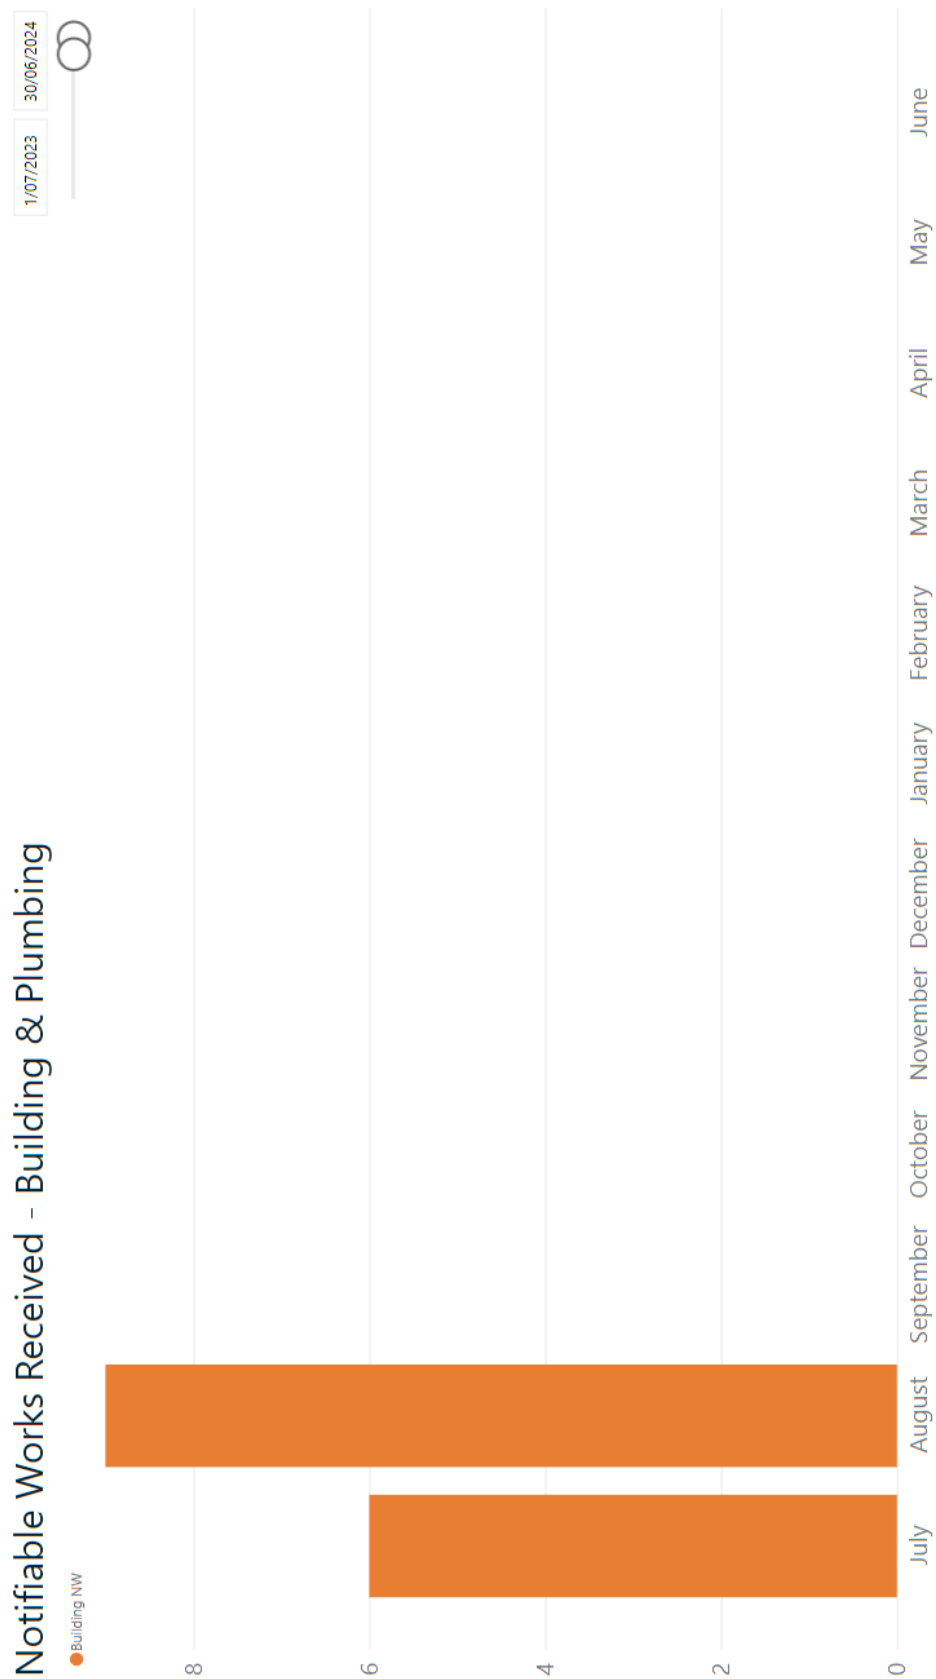 Notifiable Works Received - Building & Plumbing
1/07/2023
30/06/2024
Building NW
8
6
4
2
0
July
August
September
October
November
December
January
February
March
April
May
June